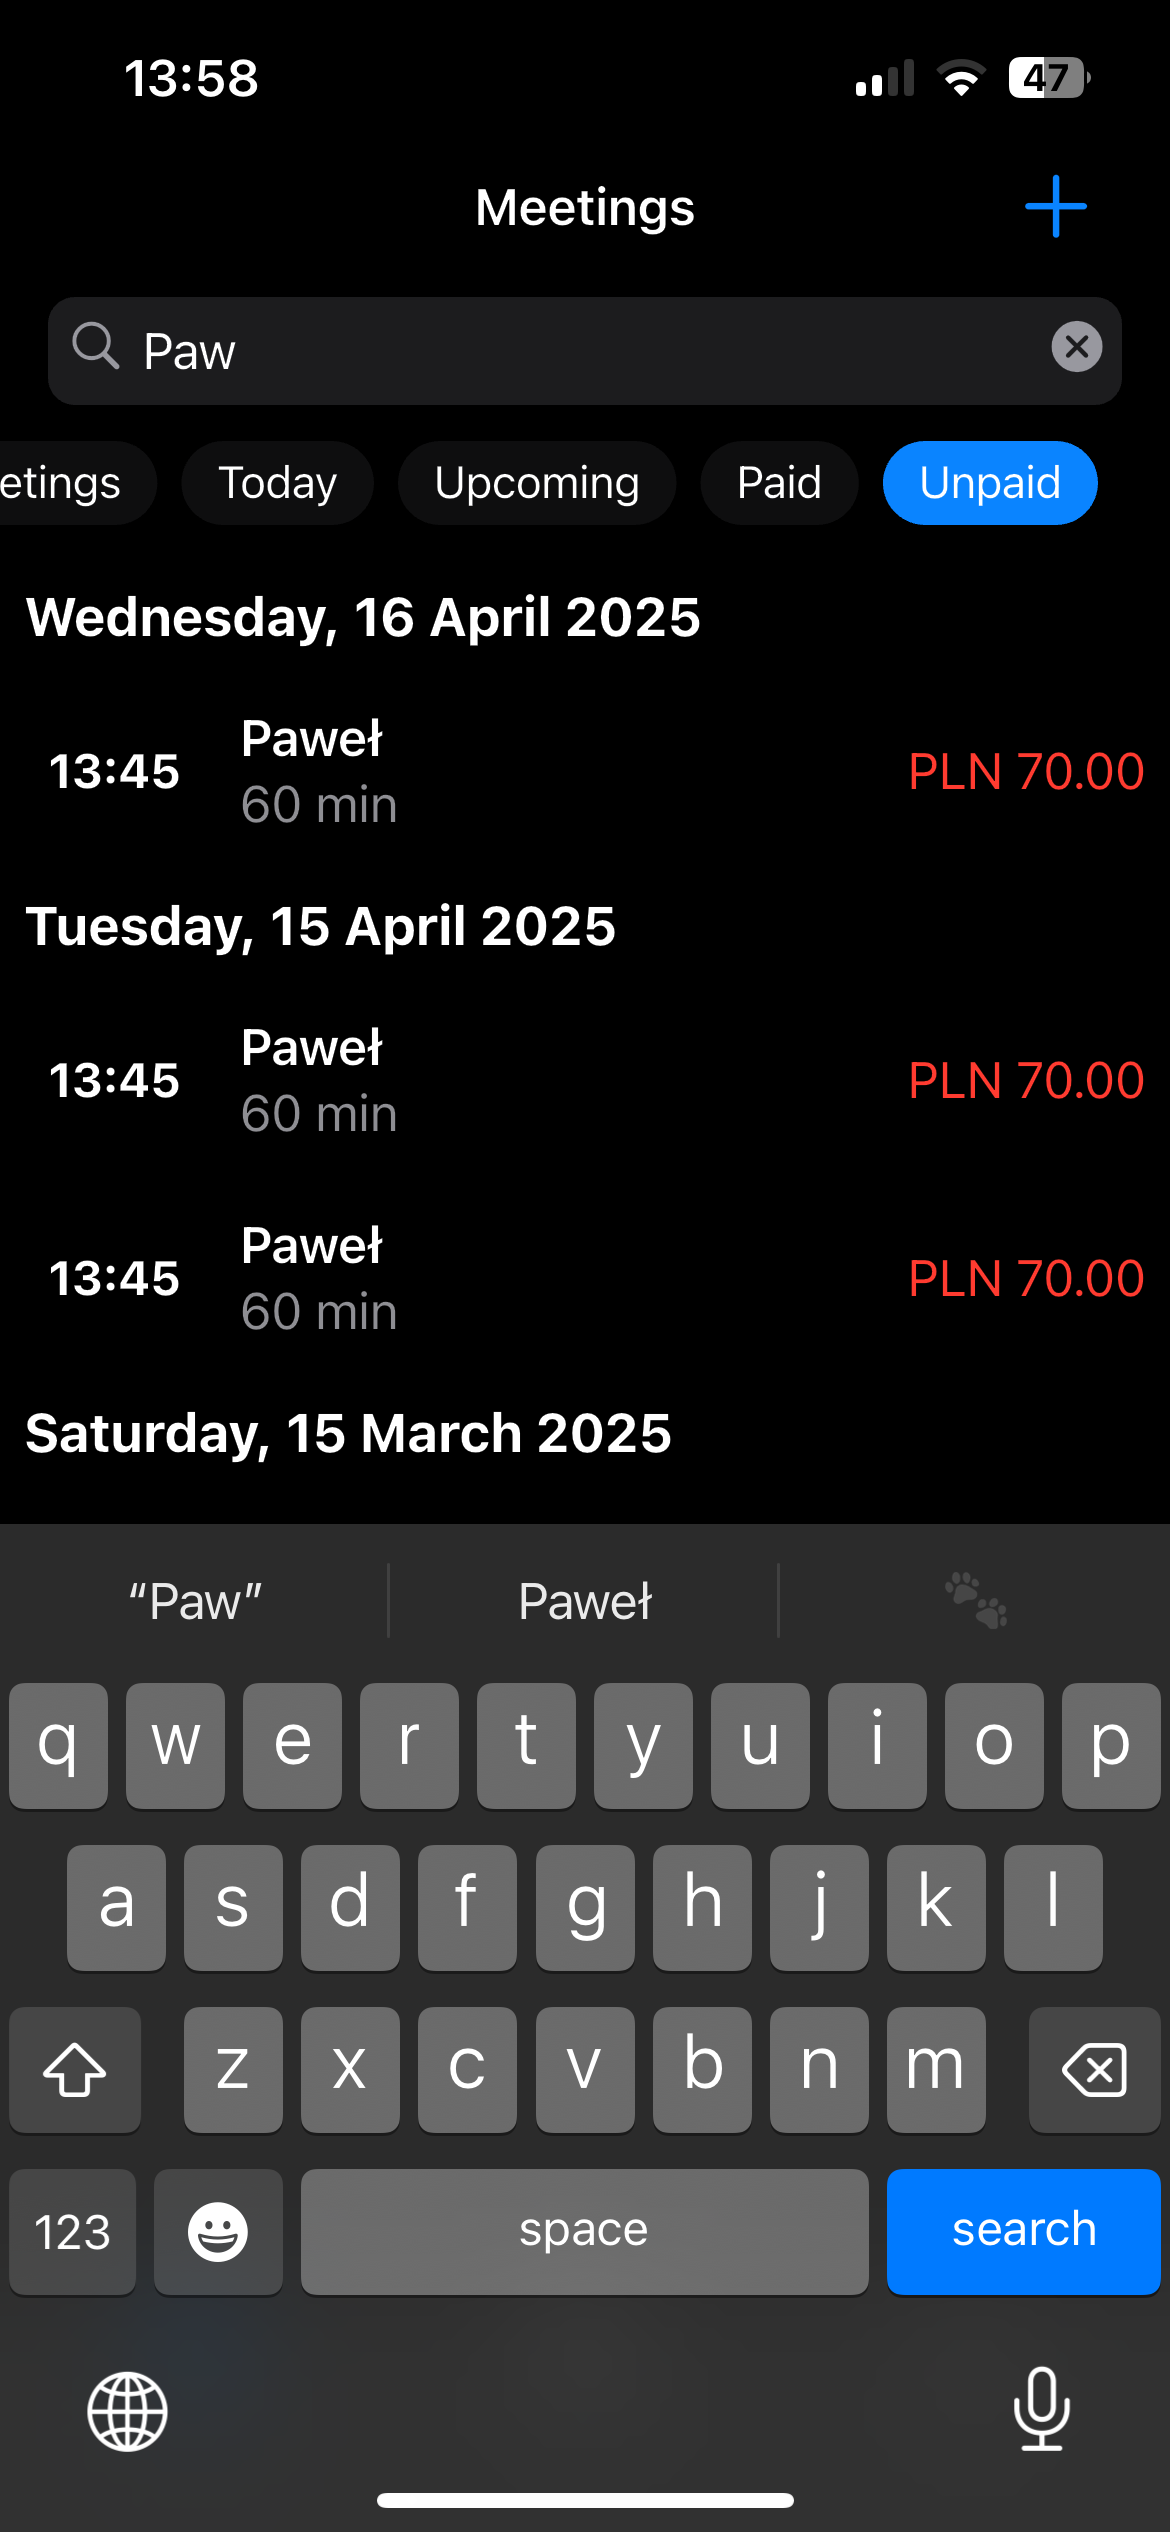 13:58
47
Meetings
Paw
etings Today Upcoming Paid Unpaid
Wednesday, 16 April 2025
Paweł
13:45 PLN 70.00
60 min
Tuesday, 15 April 2025
Paweł
13:45 PLN 70.00
60 min
Paweł
13:45 PLN 70.00
60 min
Saturday, 15 March 2025
“Paw” Paweł
q w e r t y u i o p
a s d f g h j k l
z x c v b n m
123 space search